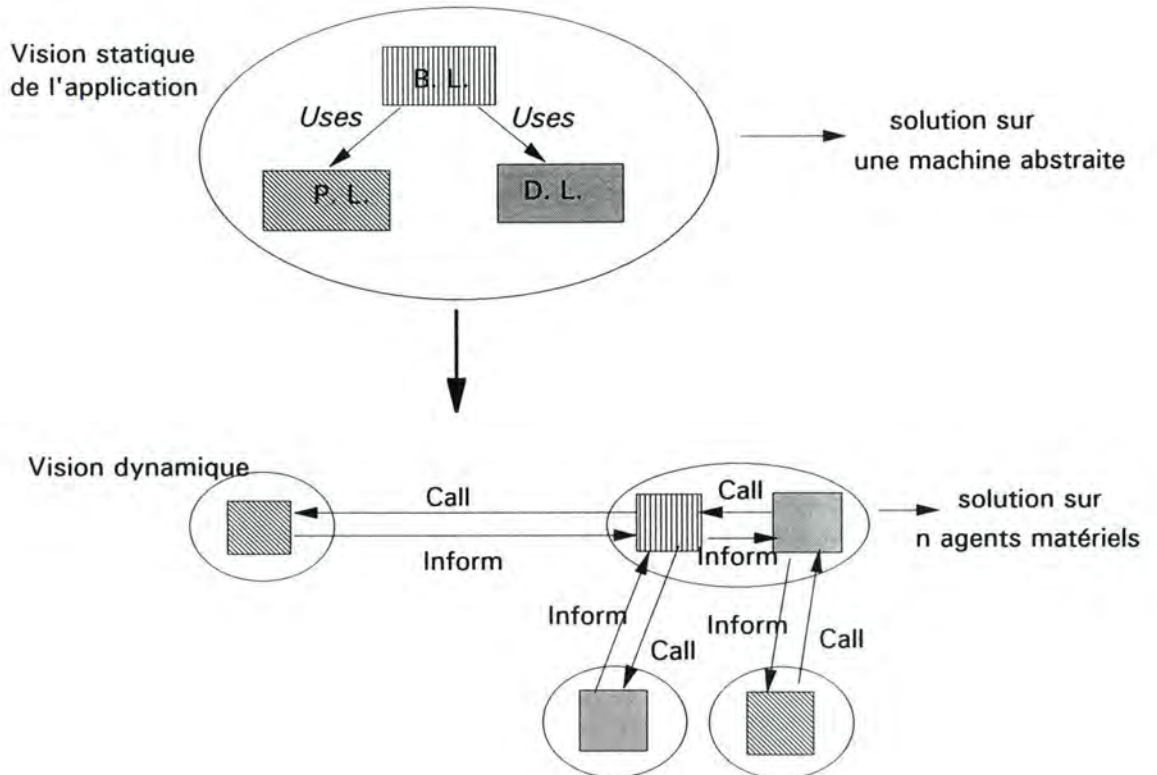 Vision statique
de l'application
B. L.
Uses
Uses
P. L.
D. L.
solution sur
une machine abstraite
Vision dynamique
Call
Inform
Call
Inform
solution sur
n agents matériels
Inform
Call
Inform
Call